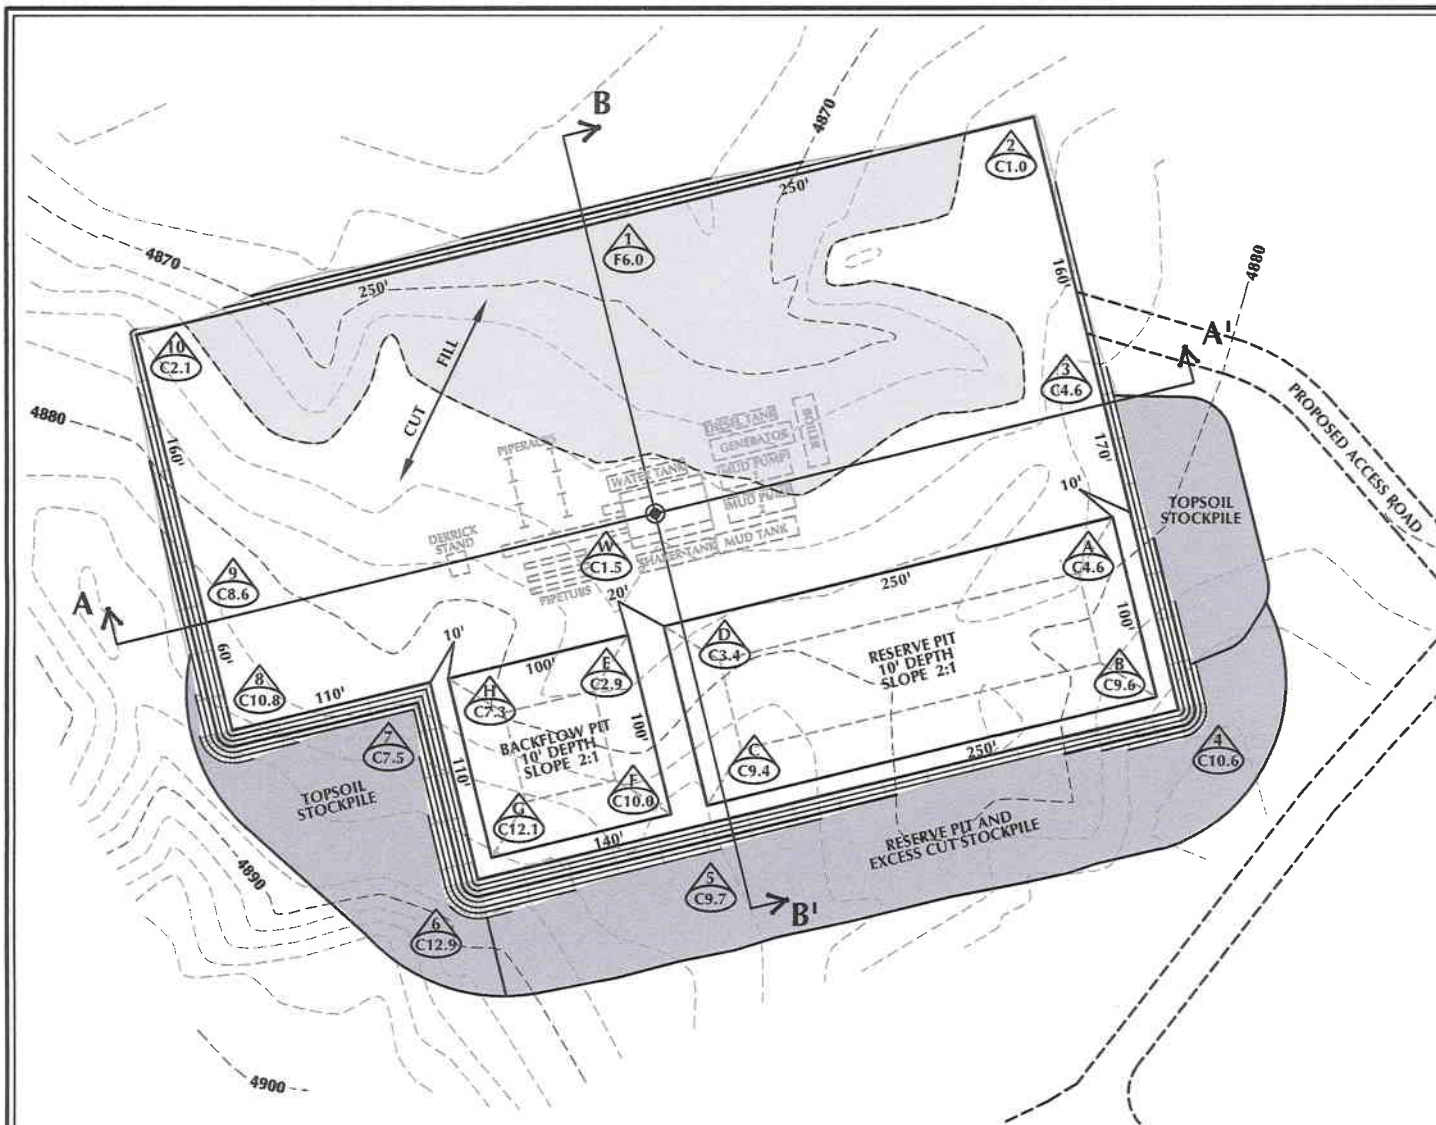 B
4870
2
C1.0
250'
1
F6.0
4870
250'
160'
4880
A'
10
C2.1
FILL
CUT
3
C4.6
PROPOSED ACCESS ROAD
4880
160'
PIPERACKS
DIESEL TANK
GENERATOR
BOILER
MUD PUMP
WATER TANK
MUD PUMP
2
170'
10'
TOPSOIL
STOCKPILE
DERRICK
STAND
W
C1.5
SHAKER TANK
MUD TANK
PIPETUBS
20'
250'
A
C4.6
9
C8.6
A
60'
10'
100'
D
C3.4
RESERVE PIT
10' DEPTH
SLOPE 2:1
100'
B
C9.6
8
C10.8
110'
H
C7.3
E
C2.9
7
C7.5
BACKFLOW PIT
10' DEPTH
SLOPE 2:1
100'
C
C9.4
250'
4
C10.6
TOPSOIL
STOCKPILE
110'
F
C10.0
G
C12.1
140'
RESERVE PIT AND
EXCESS CUT STOCKPILE
4890
5
C9.7
B'
6
C12.9
4900